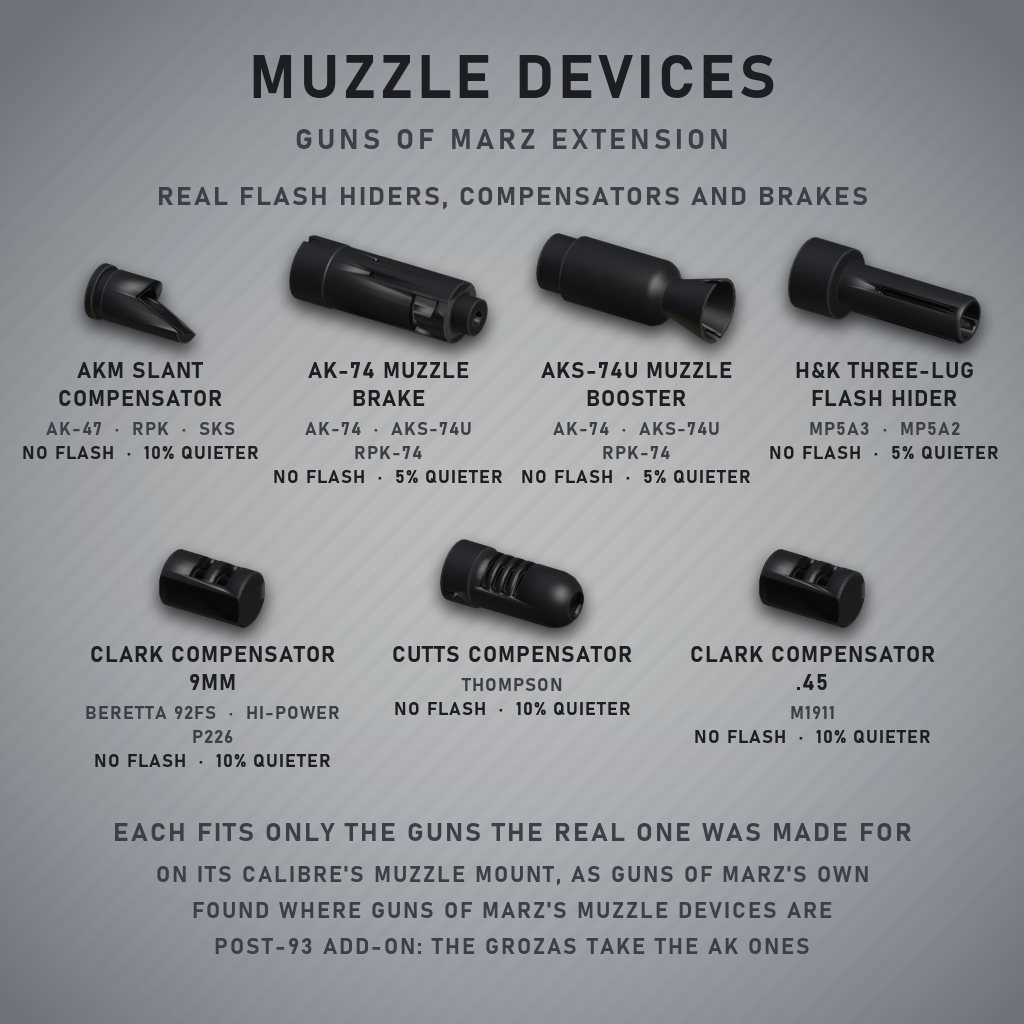 MUZZLE DEVICES
GUNS OF MARZ EXTENSION
REAL FLASH HIDERS, COMPENSATORS AND BRAKES
AKM SLANT
COMPENSATOR
AK-47 · RPK · SKS
NO FLASH · 10% QUIETER
AK-74 MUZZLE
BRAKE
AK-74 · AKS-74U
RPK-74
NO FLASH · 5% QUIETER
AKS-74U MUZZLE
BOOSTER
AK-74 · AKS-74U
RPK-74
NO FLASH · 5% QUIETER
H&K THREE-LUG
FLASH HIDER
MP5A3 · MP5A2
NO FLASH · 5% QUIETER
CLARK COMPENSATOR
9MM
BERETTA 92FS · HI-POWER
P226
NO FLASH · 10% QUIETER
CUTTS COMPENSATOR
THOMPSON
NO FLASH · 10% QUIETER
CLARK COMPENSATOR
.45
M1911
NO FLASH · 10% QUIETER
EACH FITS ONLY THE GUNS THE REAL ONE WAS MADE FOR
ON ITS CALIBRE'S MUZZLE MOUNT, AS GUNS OF MARZ'S OWN
FOUND WHERE GUNS OF MARZ'S MUZZLE DEVICES ARE
POST-93 ADD-ON: THE GROZAS TAKE THE AK ONES